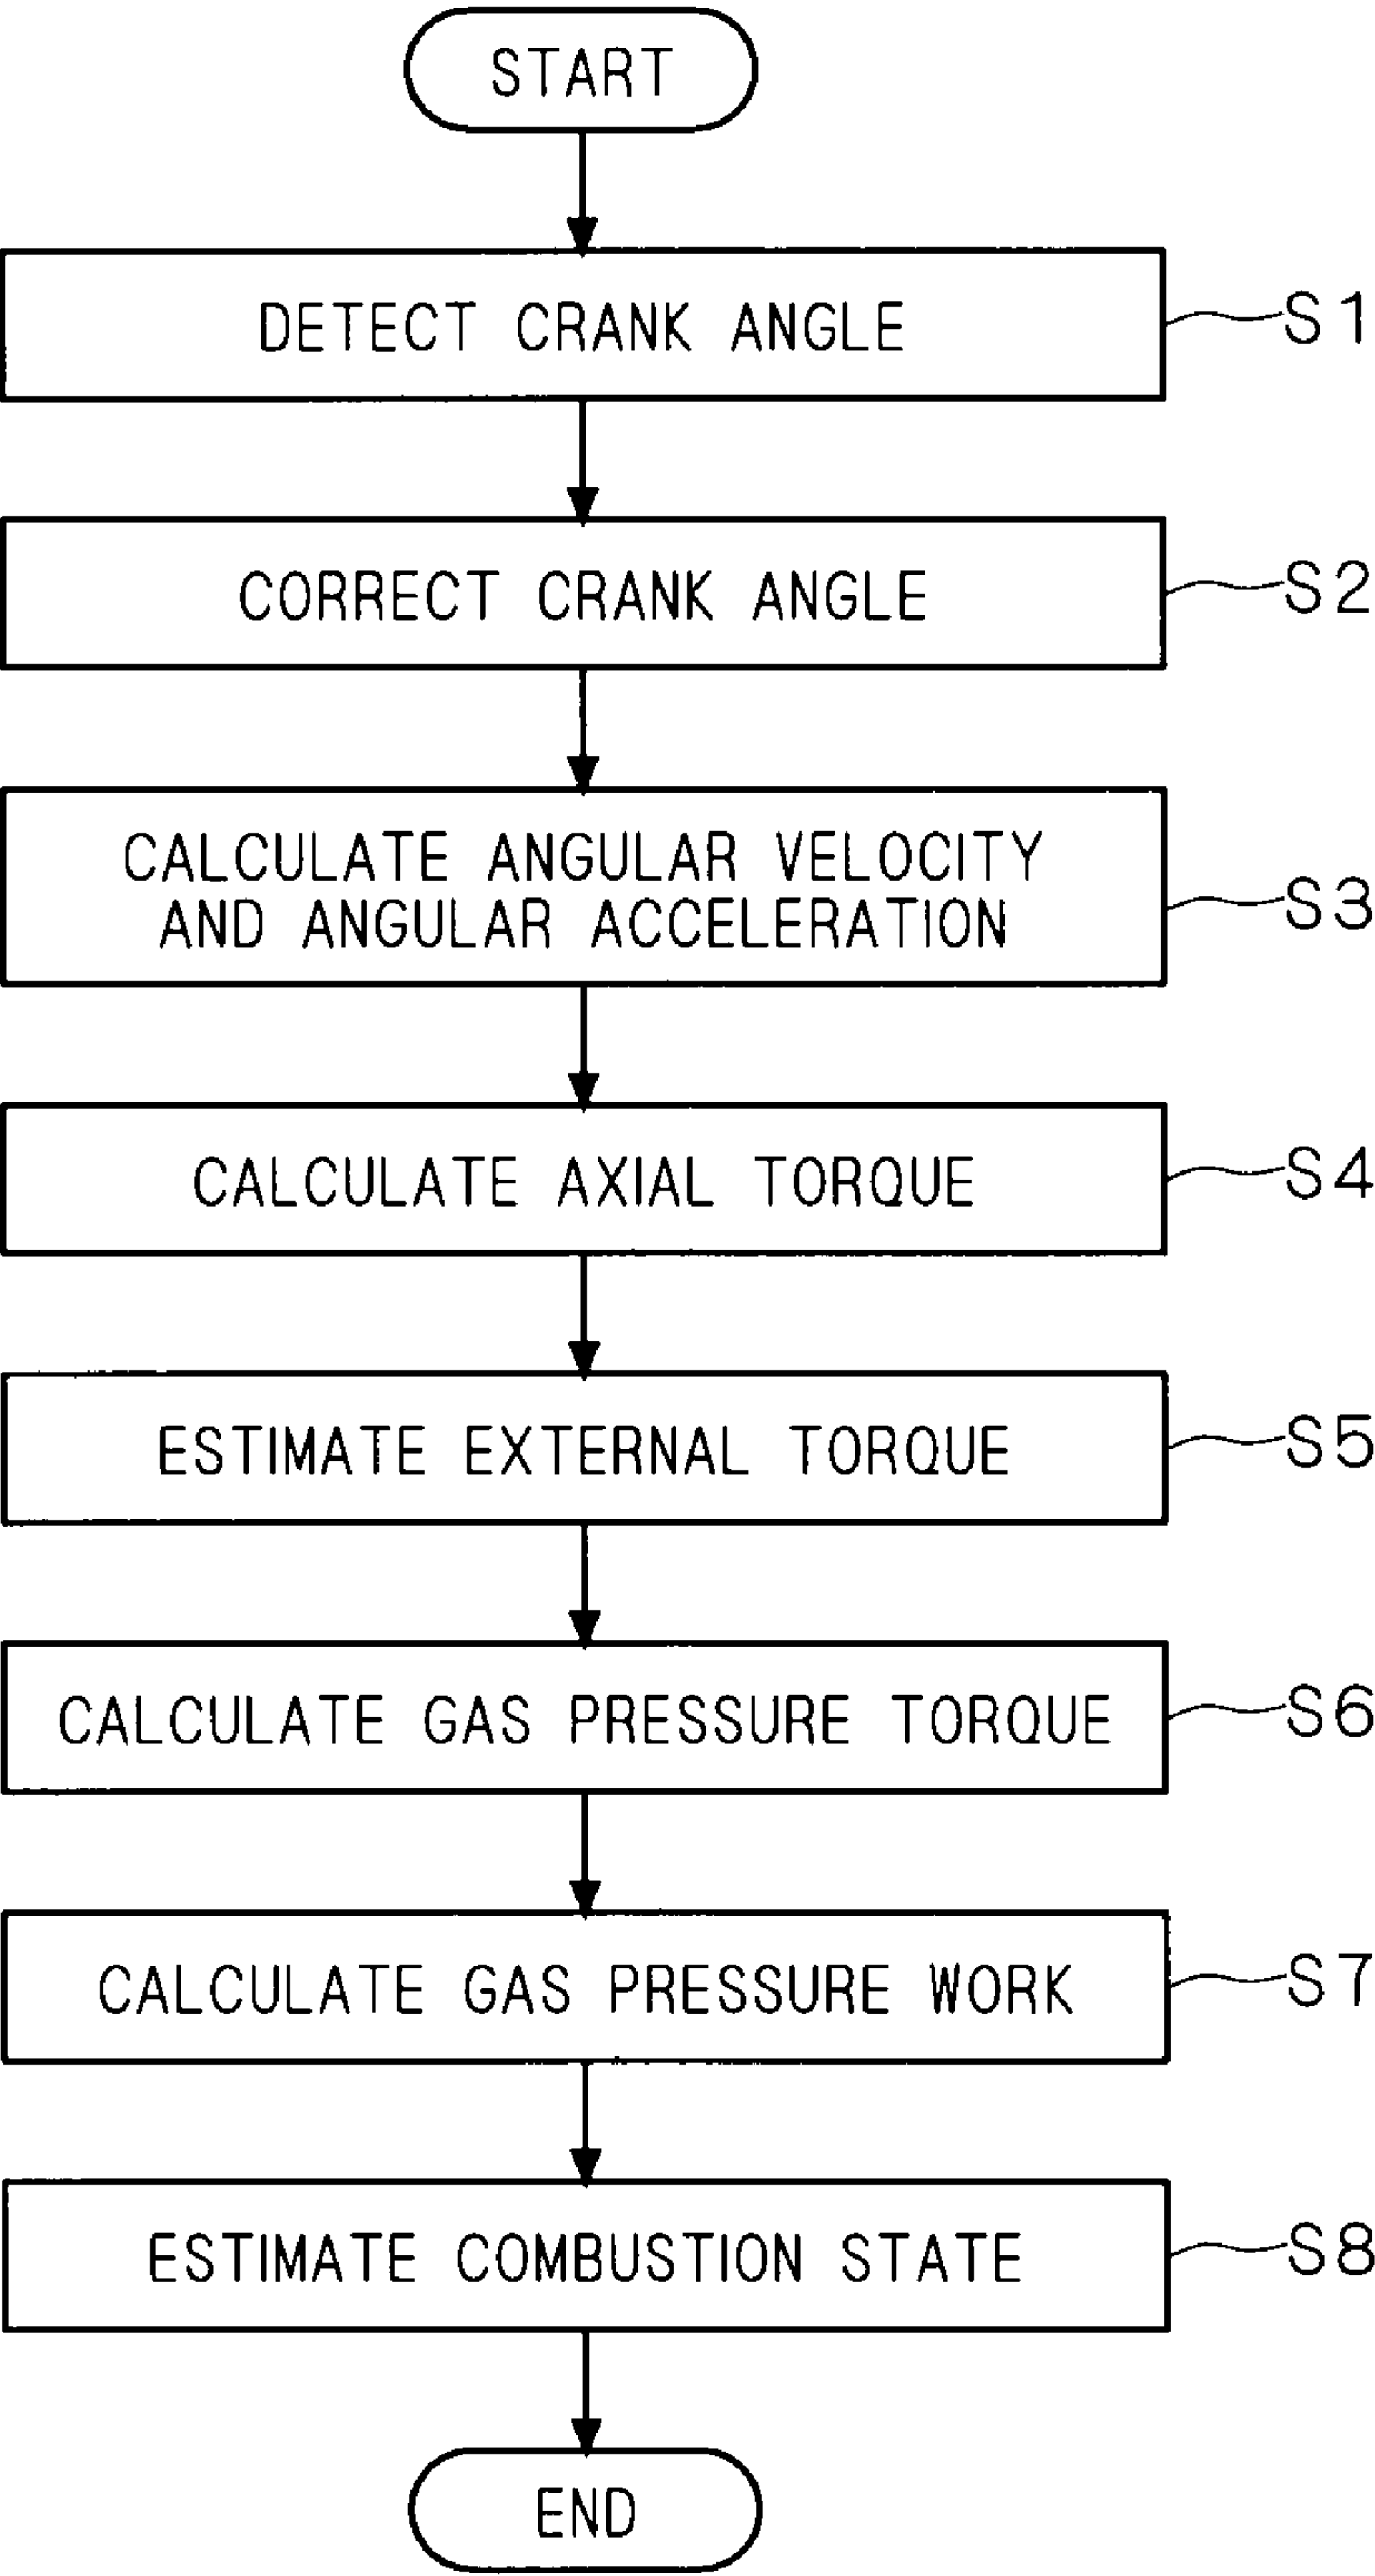 START
DETECT CRANK ANGLE
S1
CORRECT CRANK ANGLE
S2
CALCULATE ANGULAR VELOCITY
AND ANGULAR ACCELERATION
S3
CALCULATE AXIAL TORQUE
S4
ESTIMATE EXTERNAL TORQUE
S5
CALCULATE GAS PRESSURE TORQUE
S6
CALCULATE GAS PRESSURE WORK
S7
ESTIMATE COMBUSTION STATE
S8
END